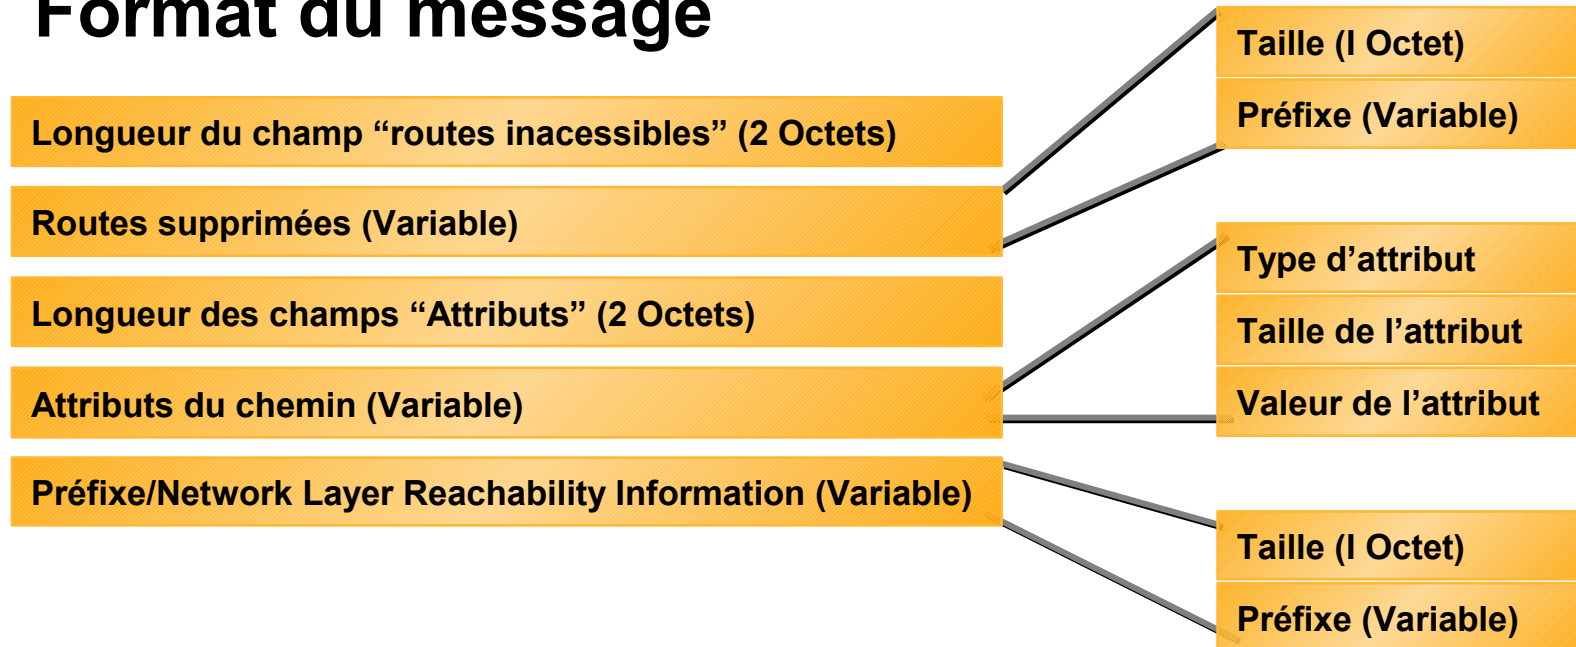 Format du message
Longueur du champ “routes inacessibles” (2 Octets)
Routes supprimées (Variable)
Longueur des champs “Attributs” (2 Octets)
Attributs du chemin (Variable)
Préfixe/Network Layer Reachability Information (Variable)
Taille (I Octet)
Préfixe (Variable)
Type d’attribut
Taille de l’attribut
Valeur de l’attribut
Taille (I Octet)
Préfixe (Variable)